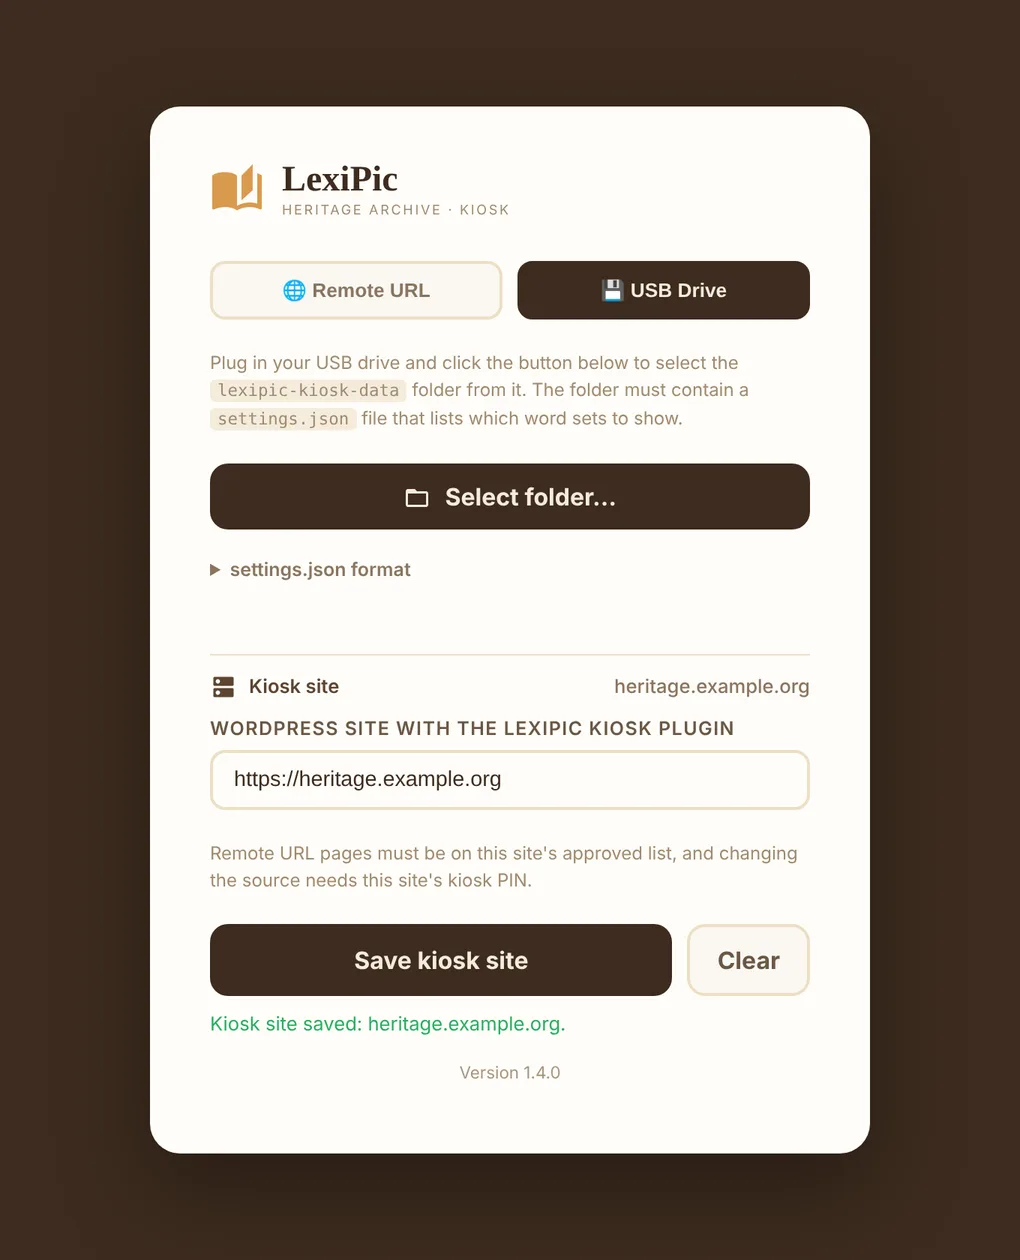 LexiPic
HERITAGE ARCHIVE · KIOSK
🌐 Remote URL
💾 USB Drive
Plug in your USB drive and click the button below to select the
lexipic-kiosk-data folder from it. The folder must contain a
settings.json file that lists which word sets to show.
Select folder...
settings.json format
Kiosk site
heritage.example.org
WORDPRESS SITE WITH THE LEXIPIC KIOSK PLUGIN
https://heritage.example.org
Remote URL pages must be on this site's approved list, and changing
the source needs this site's kiosk PIN.
Save kiosk site
Clear
Kiosk site saved: heritage.example.org.
Version 1.4.0